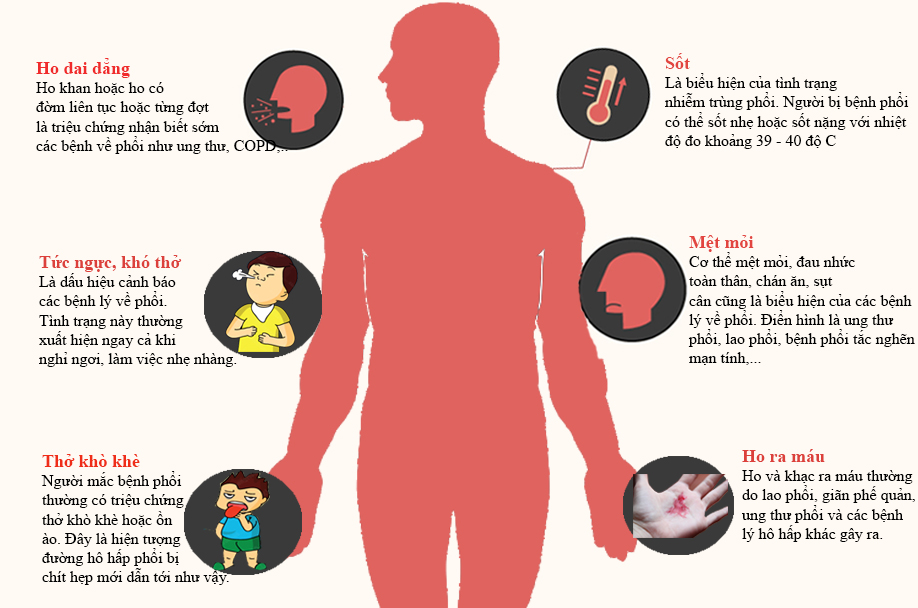 Ho dai dẳng
Ho khan hoặc ho có
đờm liên tục hoặc từng đợt
là triệu chứng nhận biết sớm
các bệnh về phổi như ung thư, COPD,..
Tức ngực, khó thở
Là dấu hiệu cảnh báo
các bệnh lý về phổi.
Tình trạng này thường
xuất hiện ngay cả khi
nghỉ ngơi, làm việc nhẹ nhàng.
Thở khò khè
Người mắc bệnh phổi
thường có triệu chứng
thở khò khè hoặc ồn
ào. Đây là hiện tượng
đường hô hấp phổi bị
chít hẹp mới dẫn tới như vậy.
Sốt
Là biểu hiện của tình trạng
nhiễm trùng phổi. Người bị bệnh phổi
có thể sốt nhẹ hoặc sốt nặng với nhiệt
độ đo khoảng 39 - 40 độ C
Mệt mỏi
Cơ thể mệt mỏi, đau nhức
toàn thân, chán ăn, sụt
cân cũng là biểu hiện của các bệnh
lý về phổi. Điển hình là ung thư
phổi, lao phổi, bệnh phổi tắc nghẽn
mạn tính,...
Ho ra máu
Ho và khạc ra máu thường
do lao phổi, giãn phế quản,
ung thư phổi và các bệnh
lý hô hấp khác gây ra.